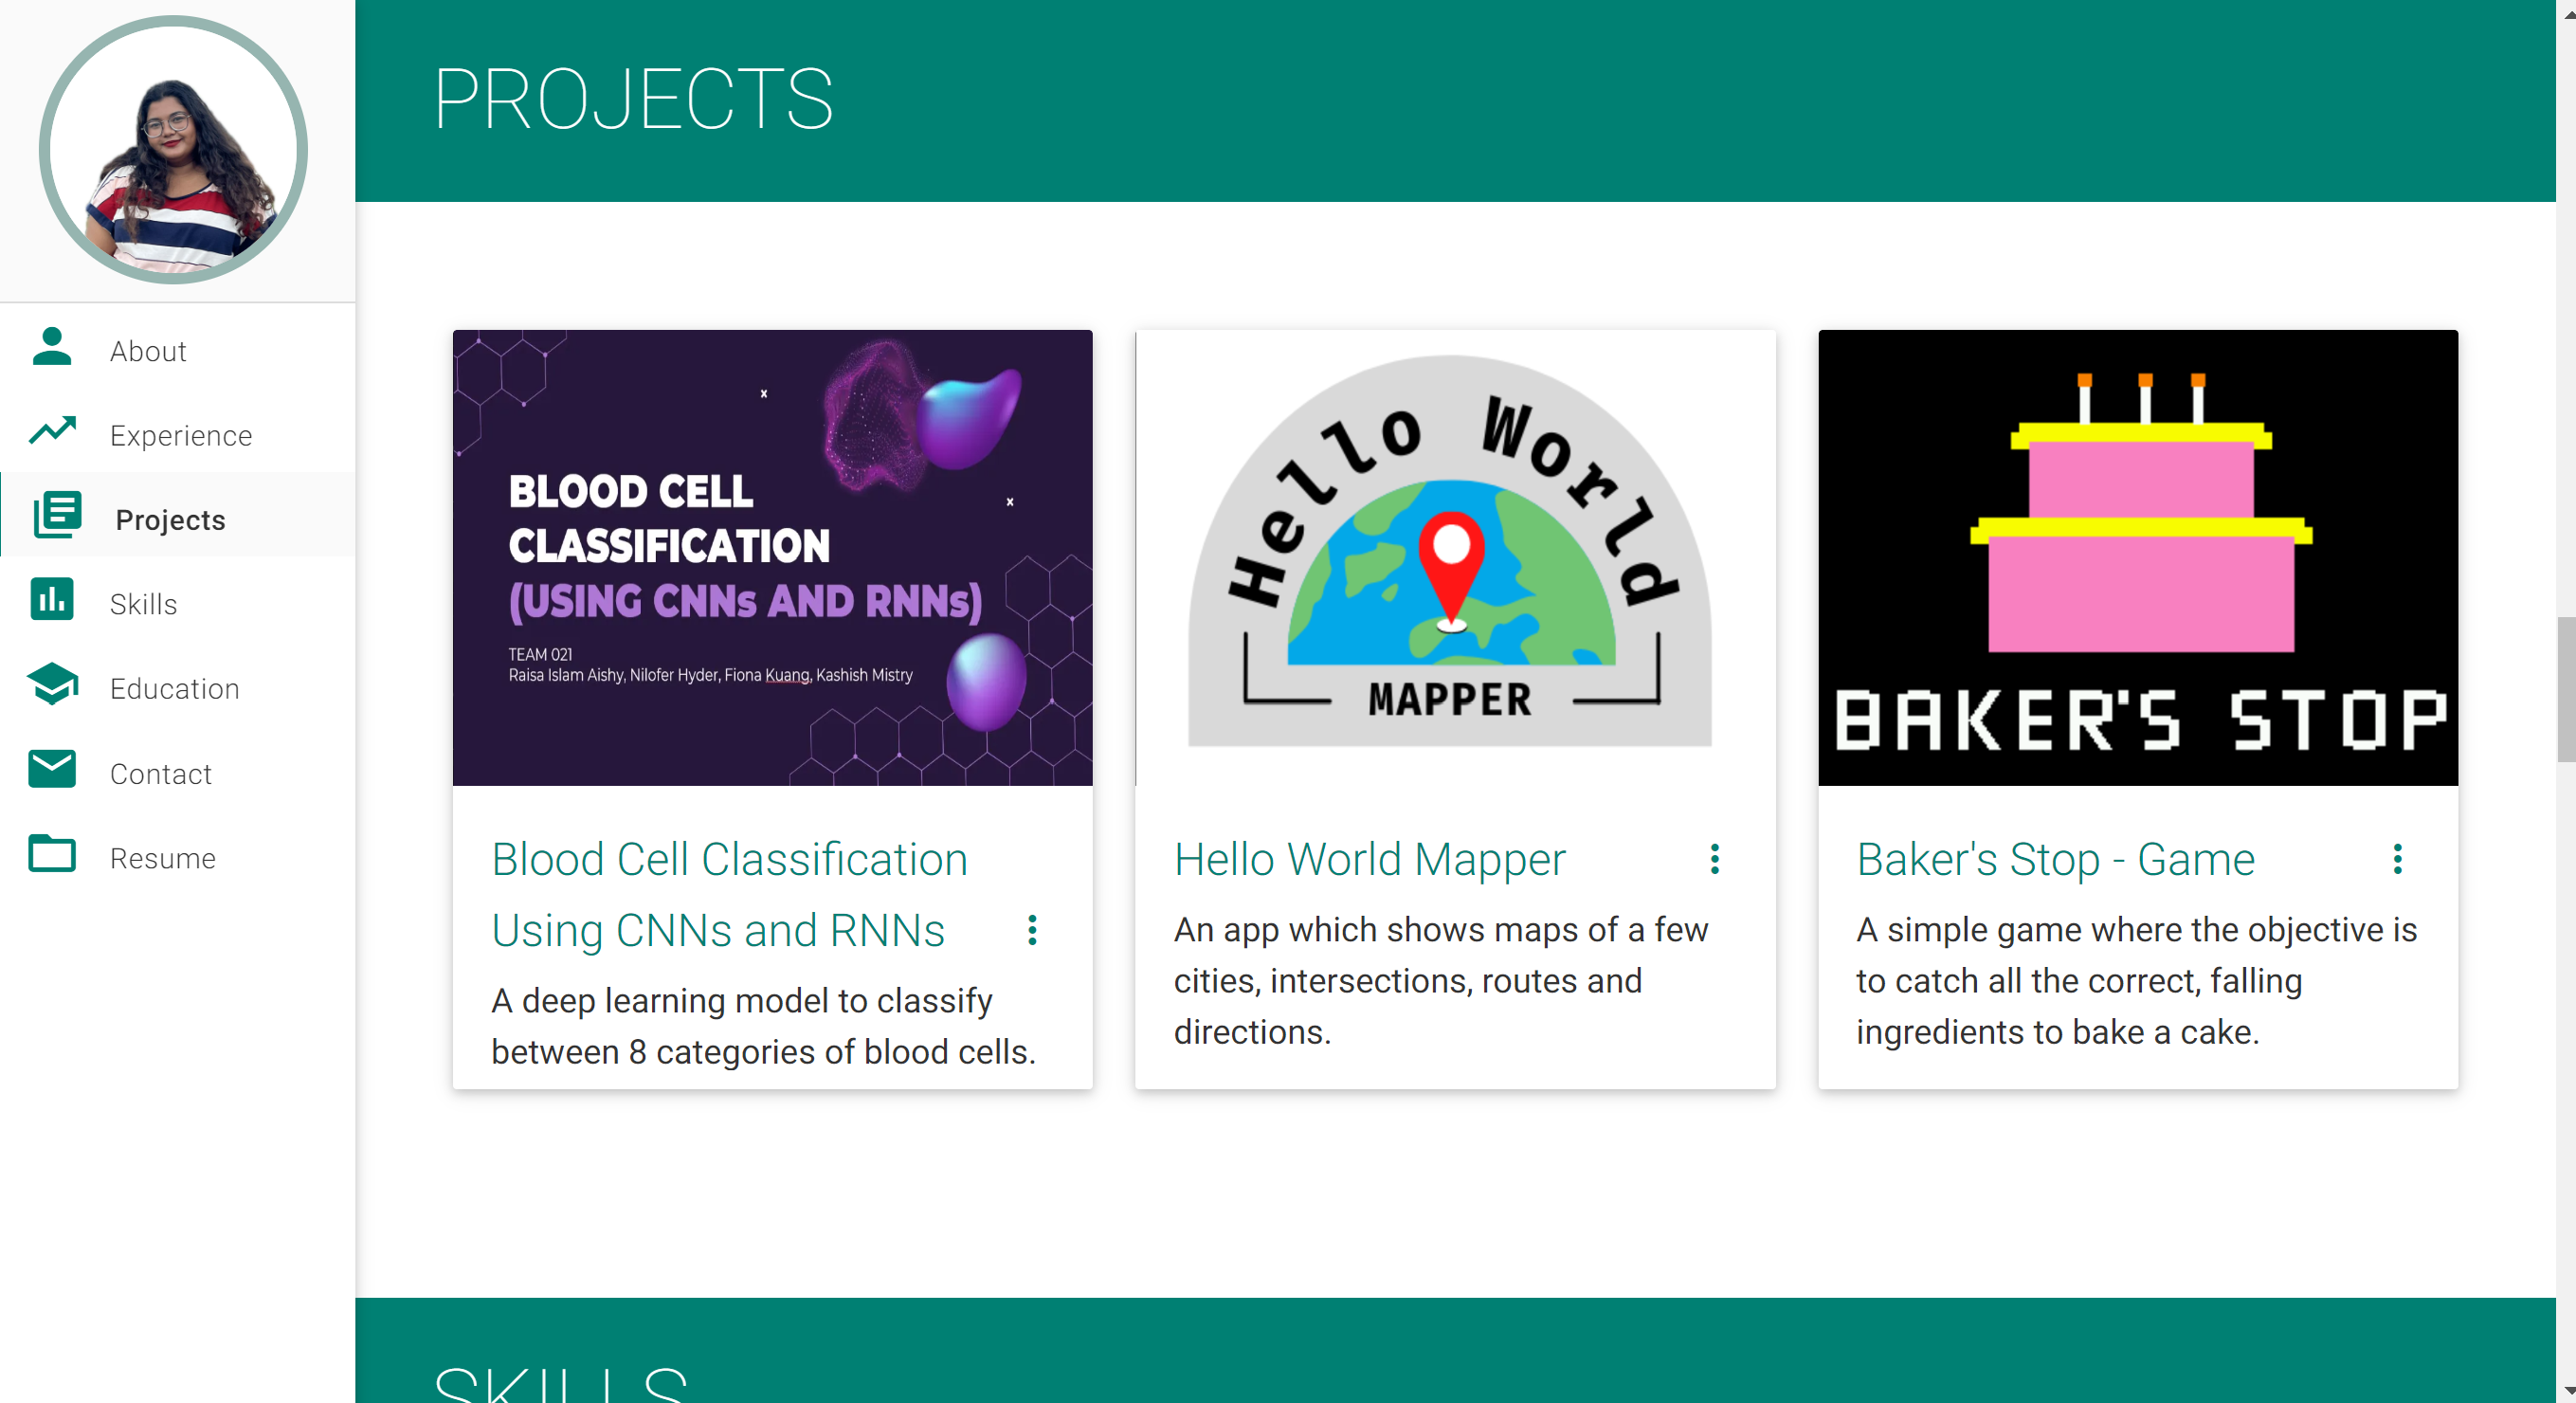 About
Experience
Projects
Skills
Education
Contact
Resume
PROJECTS
BLOOD CELL
CLASSIFICATION
(USING CNNs AND RNNs)
TEAM 021
Raisa Islam Aishy, Nilofer Hyder, Fiona Kuang, Kashish Mistry
Blood Cell Classification
Using CNNs and RNNs
A deep learning model to classify
between 8 categories of blood cells.
Hello World
MAPPER
Hello World Mapper
An app which shows maps of a few
cities, intersections, routes and
directions.
BAKER'S STOP
Baker's Stop - Game
A simple game where the objective is
to catch all the correct, falling
ingredients to bake a cake.
SKILLS